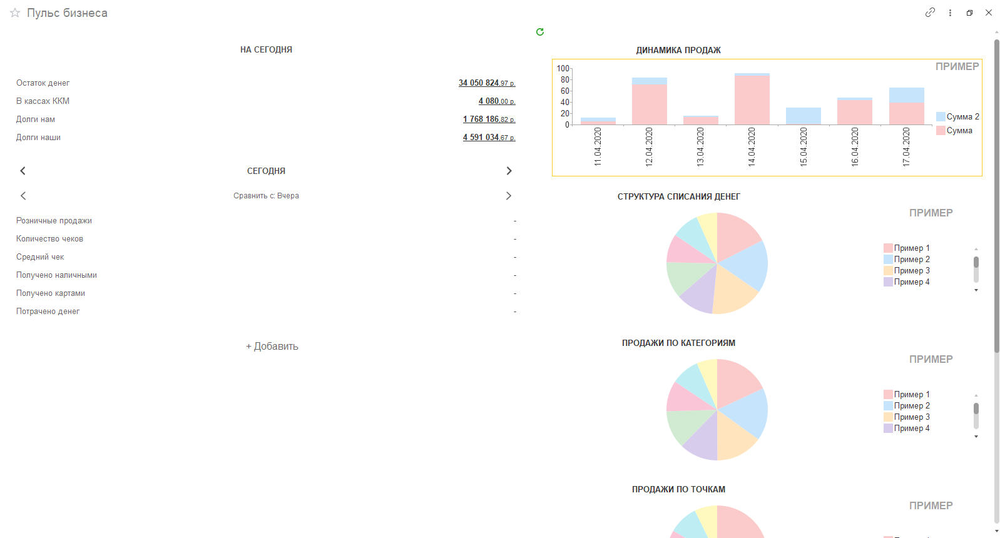 Пульс бизнеса
НА СЕГОДНЯ
Остаток денег 34 050 824,97 р.
В кассах ККМ 4 080,00 р.
Долги нам 1 768 186,82 р.
Долги наши 4 591 034,67 р.
СЕГОДНЯ
Сравнить с: Вчера
Розничные продажи -
Количество чеков -
Средний чек -
Получено наличными -
Получено картами -
Потрачено денег -
+ Добавить
ДИНАМИКА ПРОДАЖ
ПРИМЕР
100
80
60
40
20
0
11.04.2020
12.04.2020
13.04.2020
14.04.2020
15.04.2020
16.04.2020
17.04.2020
Сумма 2
Сумма
СТРУКТУРА СПИСАНИЯ ДЕНЕГ
ПРИМЕР
Пример 1
Пример 2
Пример 3
Пример 4
ПРОДАЖИ ПО КАТЕГОРИЯМ
ПРИМЕР
Пример 1
Пример 2
Пример 3
Пример 4
ПРОДАЖИ ПО ТОЧКАМ
ПРИМЕР